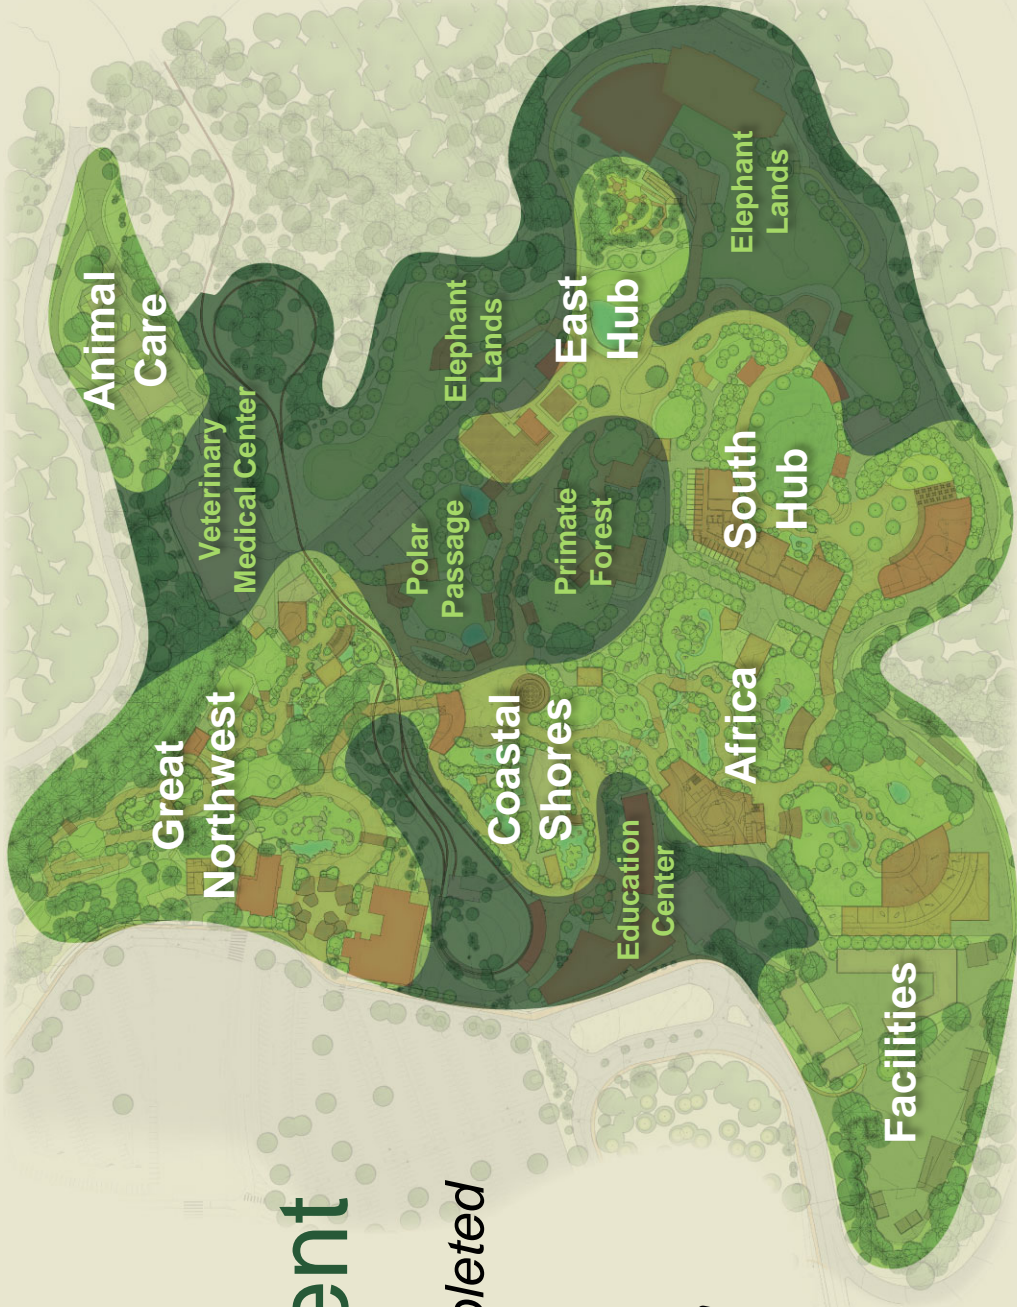 Animal
Care
Veterinary
Medical Center
Great
Northwest
Polar
Passage
Elephant
Lands
Coastal
Shores
Primate
Forest
East
Hub
Education
Center
Africa
South
Hub
Elephant
Lands
Facilities